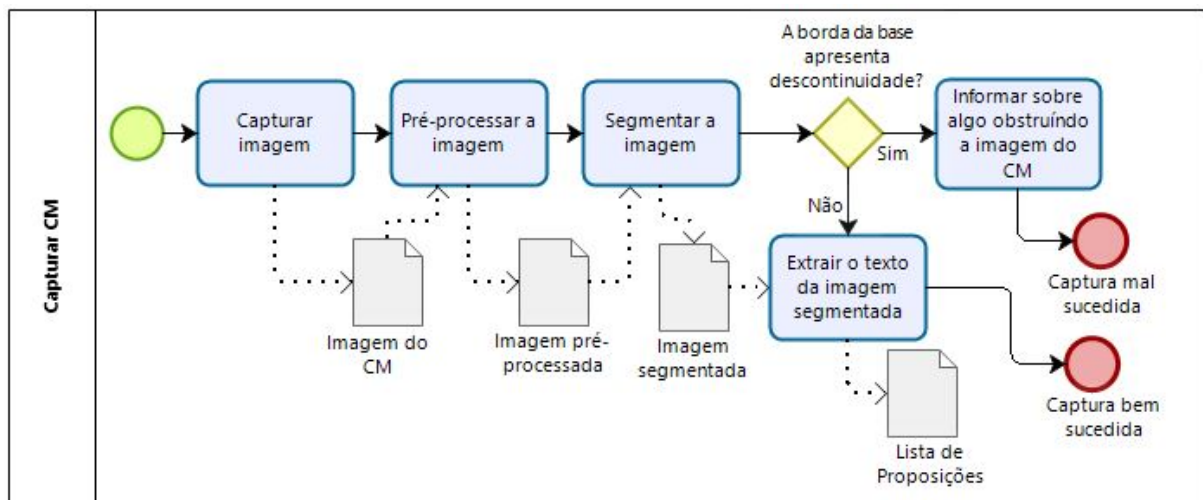 Capturar CM
Capturar
imagem
Pré-processar a
imagem
Segmentar a
imagem
A borda da base
apresenta
descontinuidade?
Sim
Não
Informar sobre
algo obstruíndo
a imagem do
CM
Imagem do
CM
Imagem pré-
processada
Imagem
segmentada
Extrair o texto
da imagem
segmentada
Captura mal
sucedida
Captura bem
sucedida
Lista de
Proposições